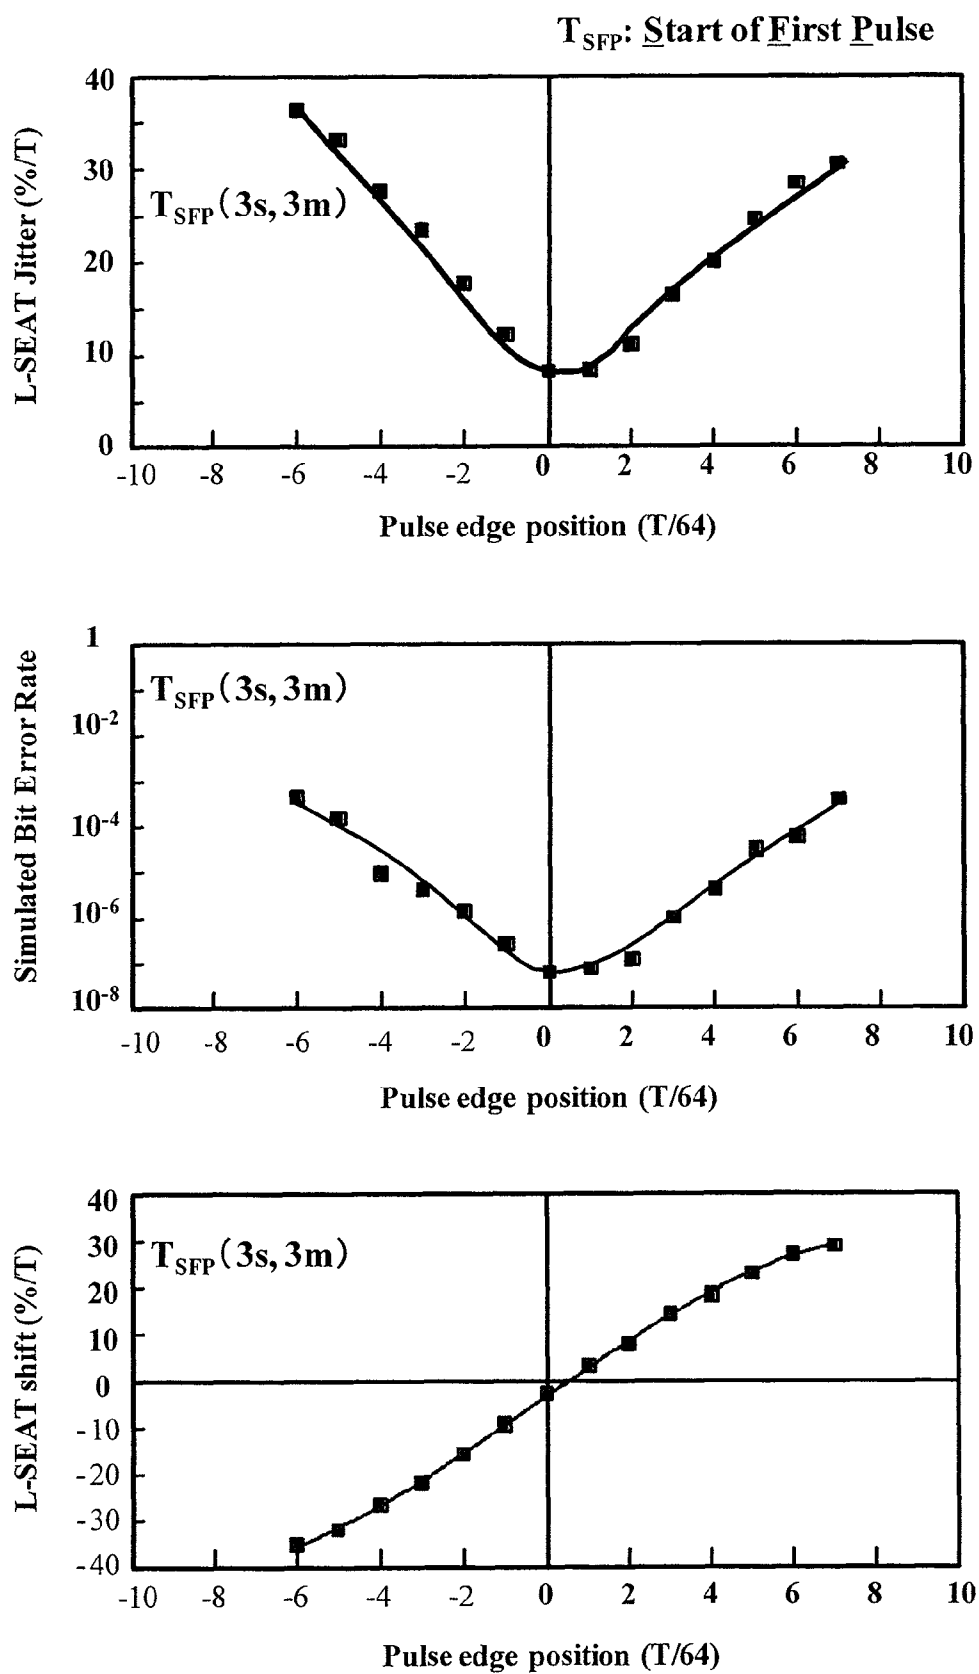 T_SFP: Start of First Pulse
40
30
20
10
0
L-SEAT Jitter (%/T)
T_SFP (3s, 3m)
-10 -8 -6 -4 -2 0 2 4 6 8 10
Pulse edge position (T/64)
1
10^-2
10^-4
10^-6
10^-8
Simulated Bit Error Rate
T_SFP (3s, 3m)
-10 -8 -6 -4 -2 0 2 4 6 8 10
Pulse edge position (T/64)
40
30
20
10
0
-10
-20
-30
-40
L-SEAT shift (%/T)
T_SFP (3s, 3m)
-10 -8 -6 -4 -2 0 2 4 6 8 10
Pulse edge position (T/64)